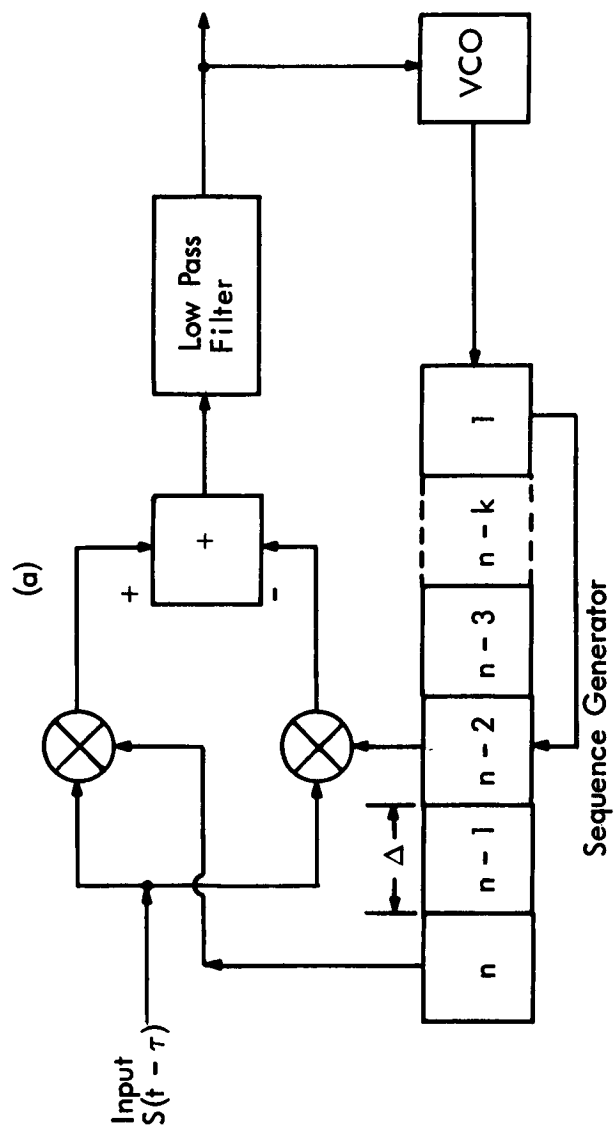 (a)
Input
S(t – τ)
+
+
-
Low Pass
Filter
VCO
Δ
n
n - 1
n - 2
n - 3
n - k
1
Sequence Generator